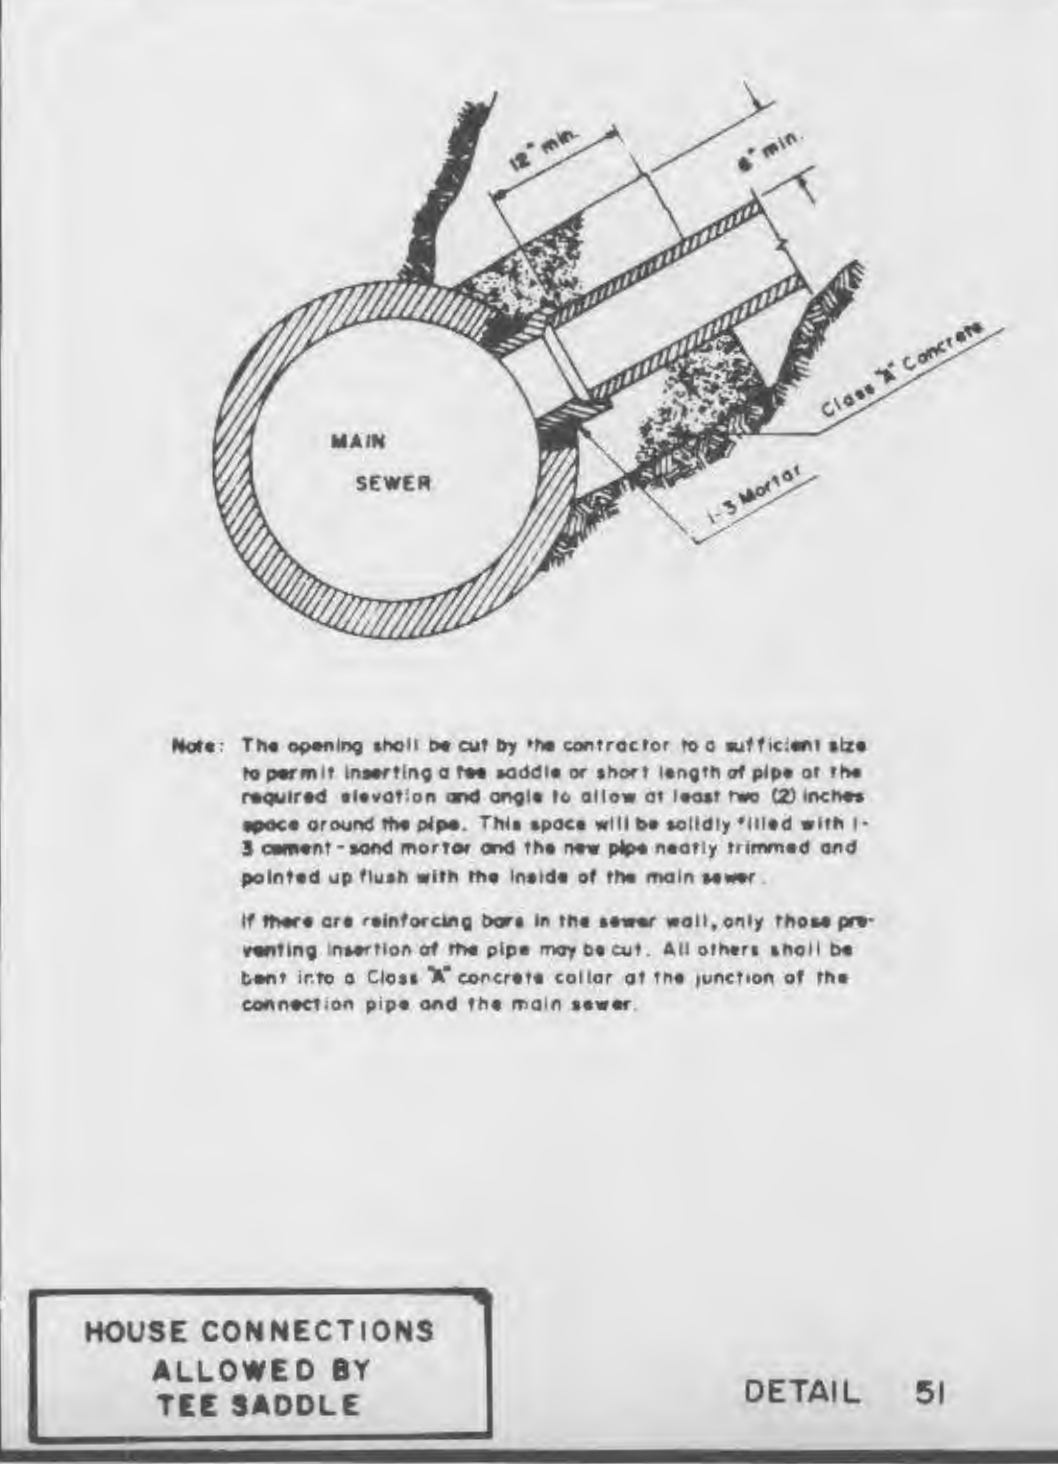 12" min.
6" min.
Class "A" Concrete
MAIN
SEWER
1-3 Mortar
Note: The opening shall be cut by the contractor to a sufficient size
to permit inserting a tee saddle or short length of pipe at the
required elevation and angle to allow at least two (2) inches
space around the pipe. This space will be solidly filled with 1-
3 cement-sand mortar and the new pipe neatly trimmed and
pointed up flush with the inside of the main sewer.
If there are reinforcing bars in the sewer wall, only those pre-
venting insertion of the pipe may be cut. All others shall be
bent into a Class "A" concrete collar at the junction of the
connection pipe and the main sewer.
HOUSE CONNECTIONS
ALLOWED BY
TEE SADDLE
DETAIL 51